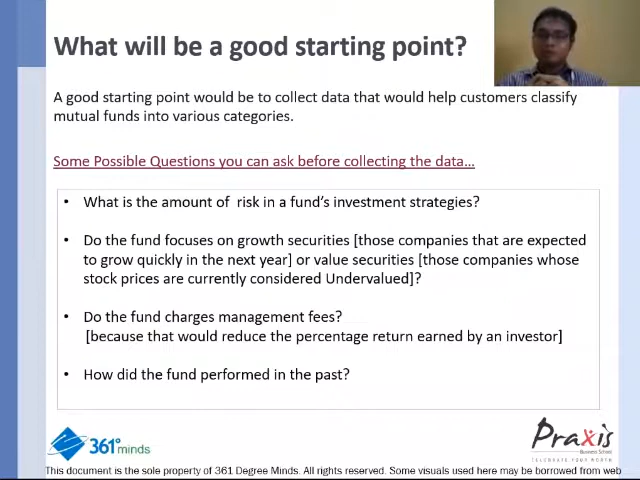 What will be a good starting point?
A good starting point would be to collect data that would help customers classify
mutual funds into various categories.
Some Possible Questions you can ask before collecting the data...
• What is the amount of risk in a fund's investment strategies?
• Do the fund focuses on growth securities [those companies that are expected
to grow quickly in the next year] or value securities [those companies whose
stock prices are currently considered Undervalued]?
• Do the fund charges management fees?
[because that would reduce the percentage return earned by an investor]
• How did the fund performed in the past?
361° minds
Praxis
Business School
CELEBRATE YOUR WORTH
This document is the sole property of 361 Degree Minds. All rights reserved. Some visuals used here may be borrowed from web